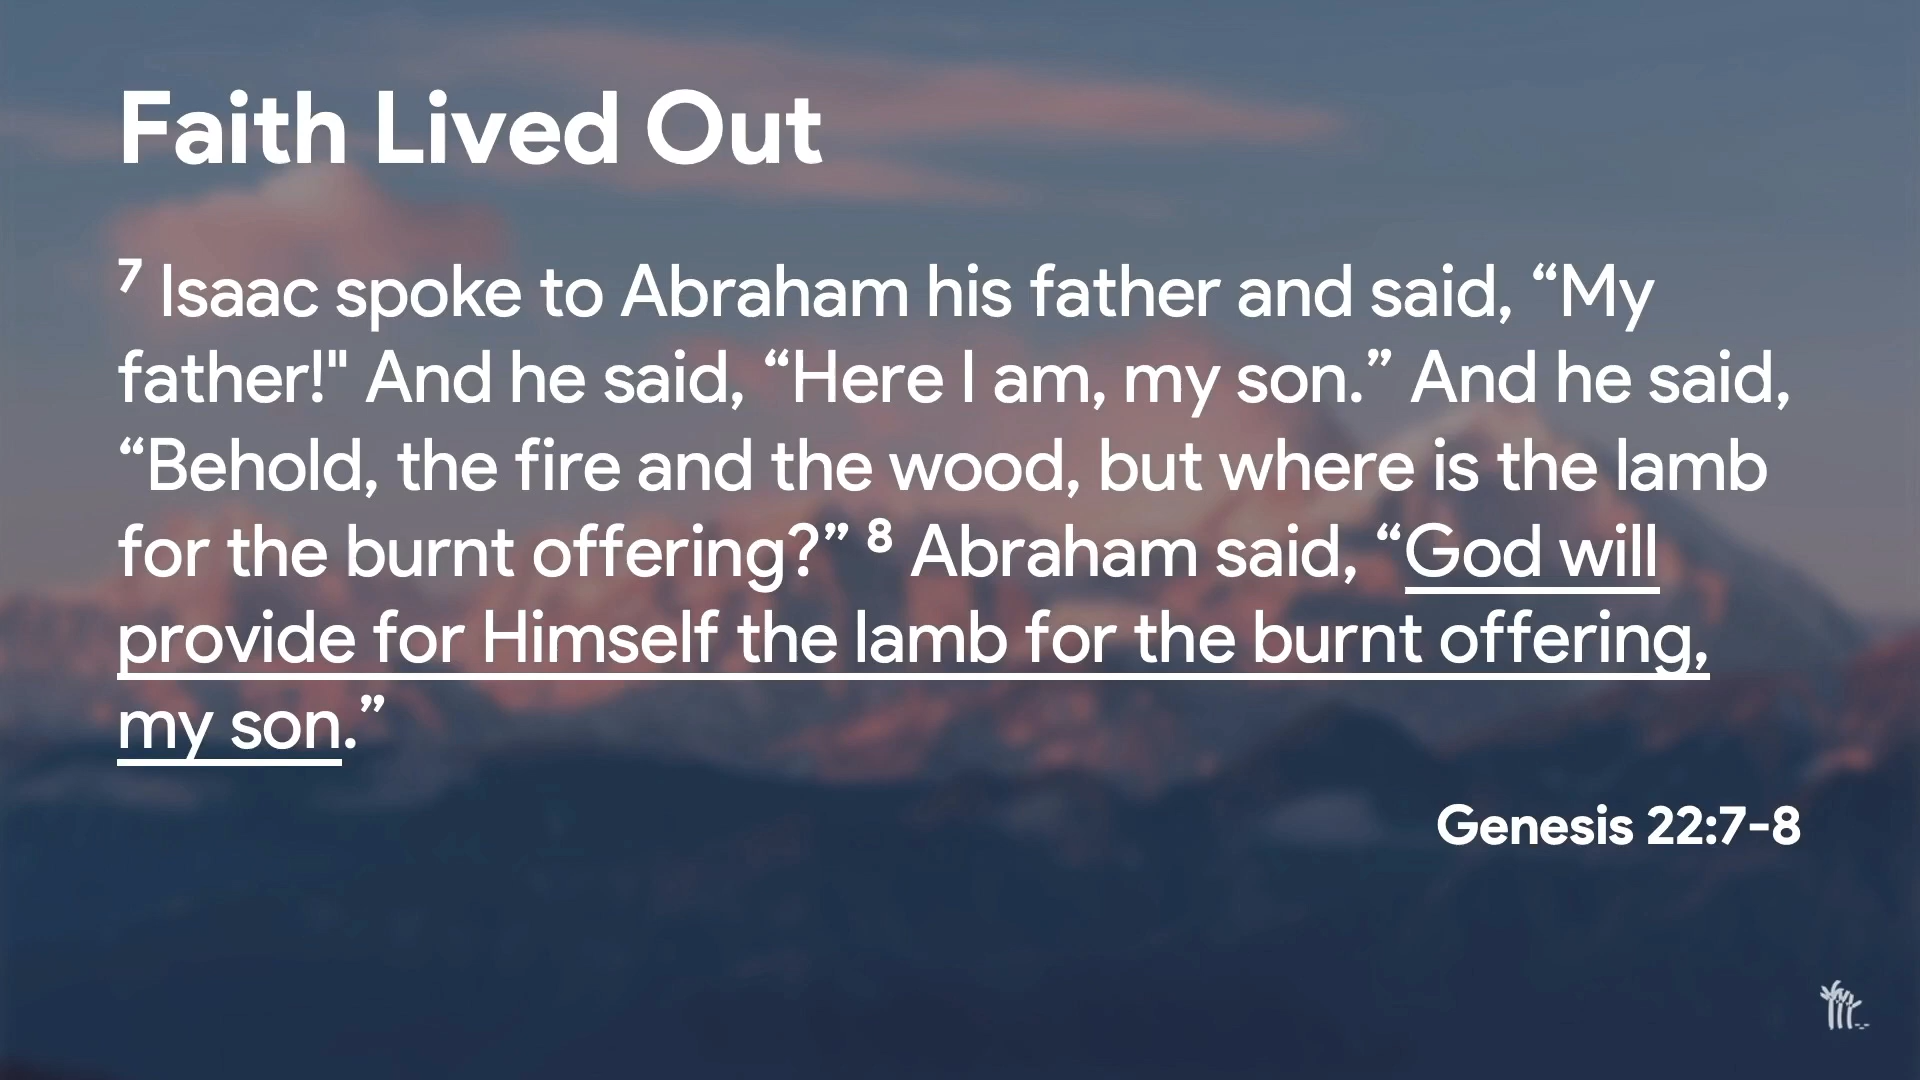 Faith Lived Out
⁷ Isaac spoke to Abraham his father and said, “My
father!" And he said, “Here I am, my son.” And he said,
“Behold, the fire and the wood, but where is the lamb
for the burnt offering?” ⁸ Abraham said, “God will
provide for Himself the lamb for the burnt offering,
my son.”
Genesis 22:7-8